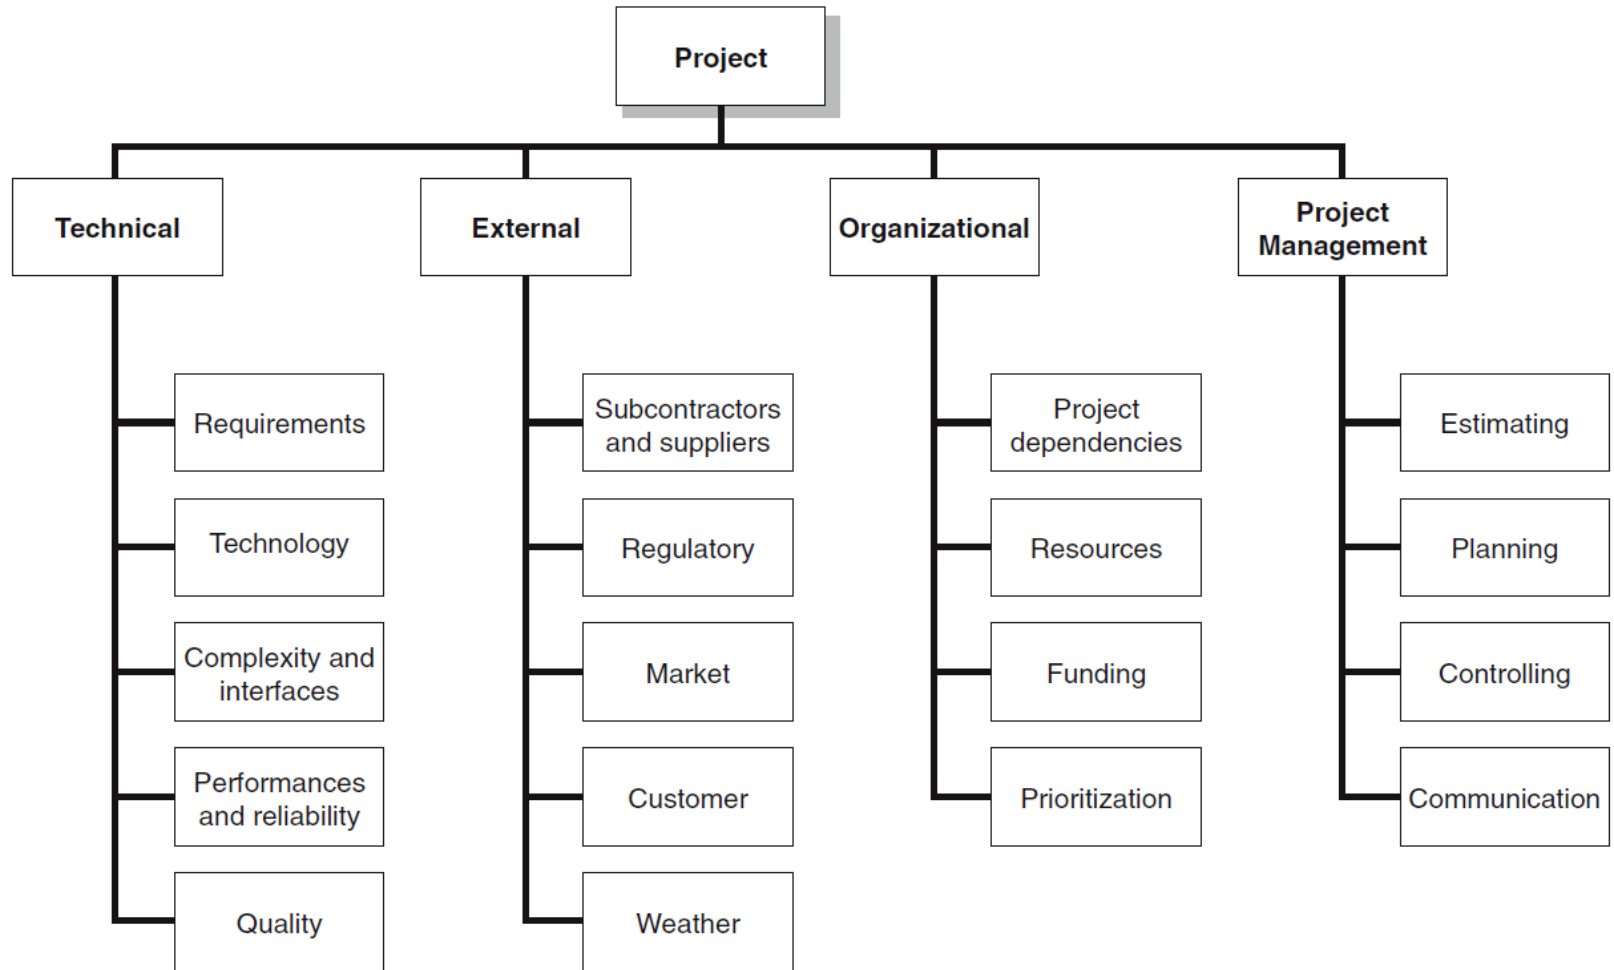 Project
Technical
External
Organizational
Project
Management
Requirements
Technology
Complexity and
interfaces
Performances
and reliability
Quality
Subcontractors
and suppliers
Regulatory
Market
Customer
Weather
Project
dependencies
Resources
Funding
Prioritization
Estimating
Planning
Controlling
Communication